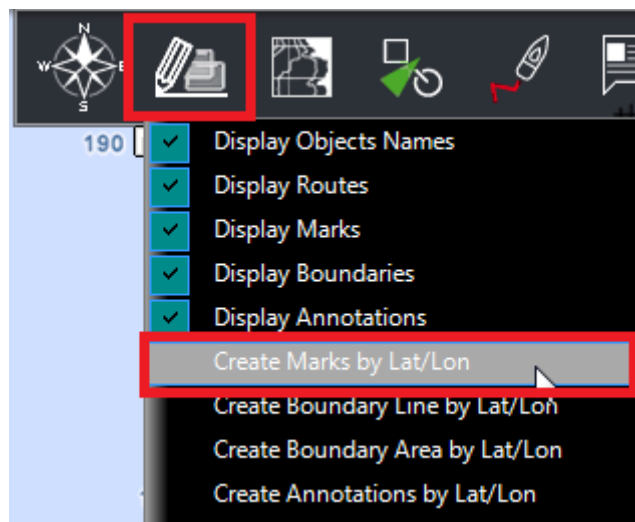 N
W
S
190
Display Objects Names
Display Routes
Display Marks
Display Boundaries
Display Annotations
Create Marks by Lat/Lon
Create Boundary Line by Lat/Lon
Create Boundary Area by Lat/Lon
Create Annotations by Lat/Lon